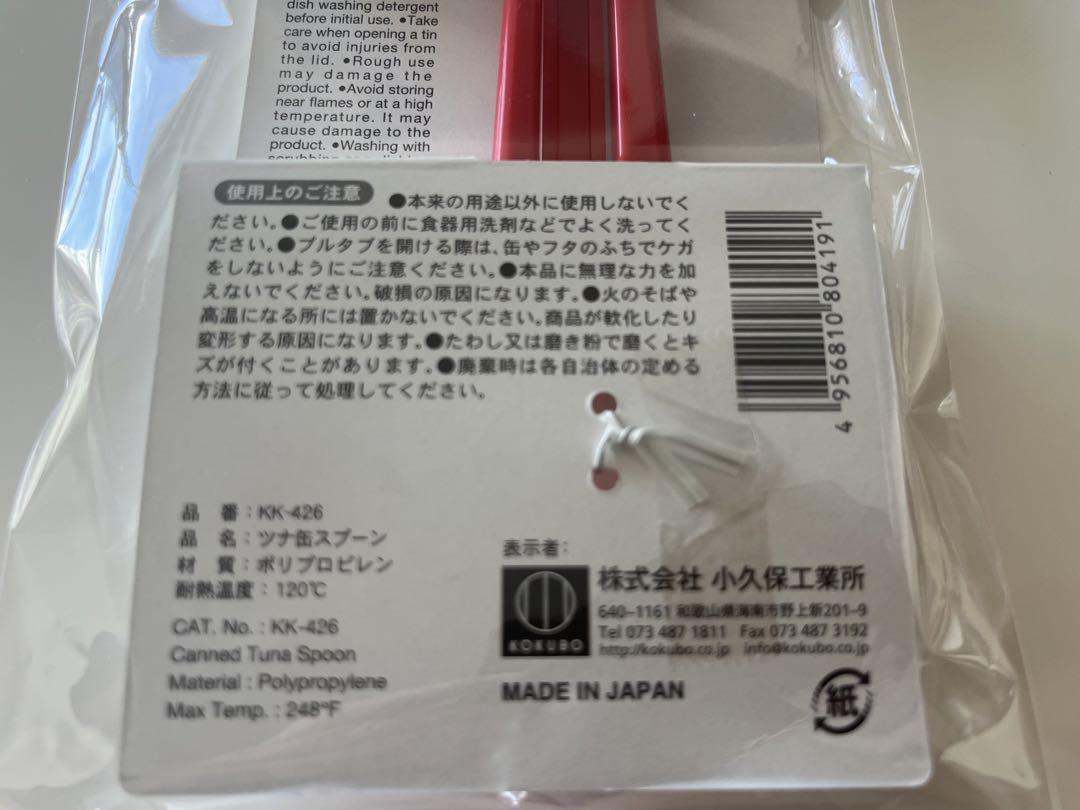 dish washing detergent
before initial use. ●Take
care when opening a tin
to avoid injuries from
the lid. ●Rough use
may damage the
product. ●Avoid storing
near flames or at a high
temperature. It may
cause damage to the
product. ●Washing with
使用上のご注意 ●本来の用途以外に使用しないでく
ださい。●ご使用の前に食器用洗剤などでよく洗ってく
ださい。●プルタブを開ける際は、缶やフタのふちでケガ
をしないようにご注意ください。●本品に無理な力を加
えないでください。破損の原因になります。●火のそばや
高温になる所には置かないでください。商品が軟化したり
変形する原因になります。●たわし又は磨き粉で磨くとキ
ズが付くことがあります。●廃棄時は各自治体の定める
方法に従って処理してください。
4 956810 804191
品 番：KK-426
品 名：ツナ缶スプーン
材 質：ポリプロピレン
耐熱温度：120℃
CAT. No. : KK-426
Canned Tuna Spoon
Material : Polypropylene
Max Temp. : 248°F
表示者：
KOKUBO
株式会社 小久保工業所
640-1161 和歌山県海南市野上新201-9
Tel 073 487 1811 Fax 073 487 3192
http://kokubo.co.jp info@kokubo.co.jp
MADE IN JAPAN
紙